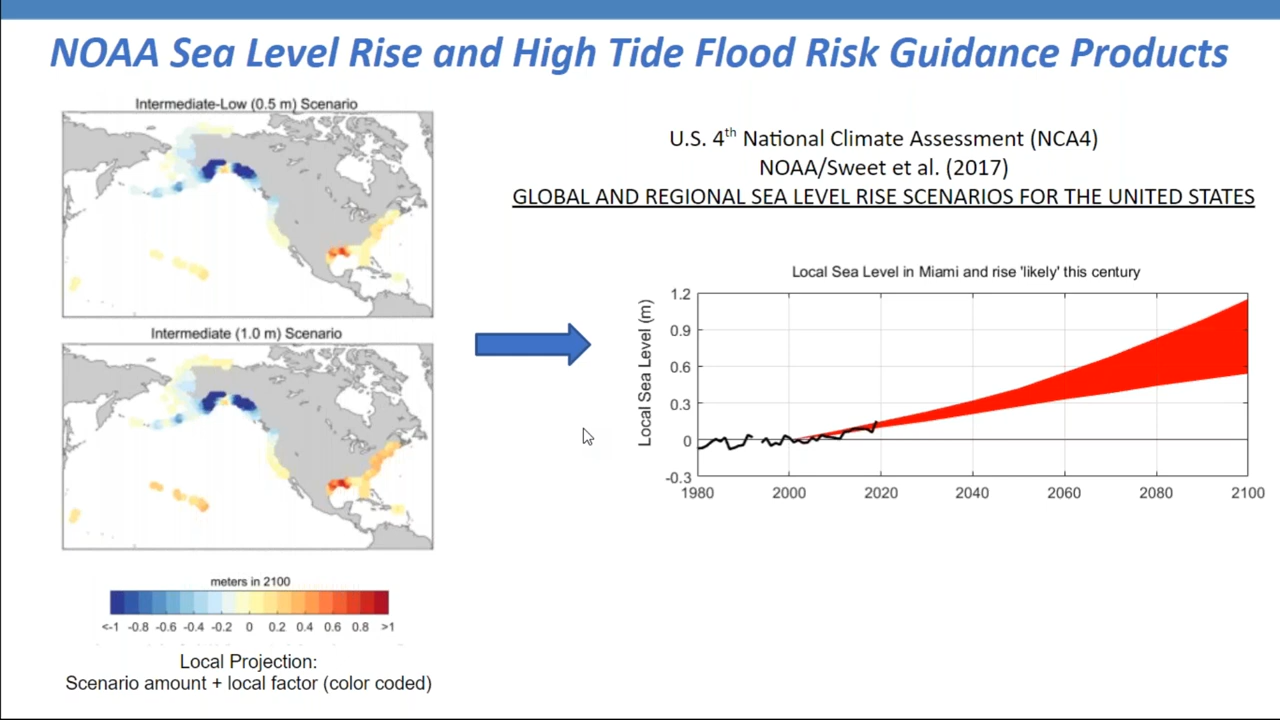 NOAA Sea Level Rise and High Tide Flood Risk Guidance Products
Intermediate-Low (0.5 m) Scenario
Intermediate (1.0 m) Scenario
meters in 2100
<-1 -0.8 -0.6 -0.4 -0.2 0 0.2 0.4 0.6 0.8 >1
Local Projection:
Scenario amount + local factor (color coded)
U.S. 4th National Climate Assessment (NCA4)
NOAA/Sweet et al. (2017)
GLOBAL AND REGIONAL SEA LEVEL RISE SCENARIOS FOR THE UNITED STATES
Local Sea Level in Miami and rise 'likely' this century
Local Sea Level (m)
1.2
0.9
0.6
0.3
0
-0.3
1980 2000 2020 2040 2060 2080 2100